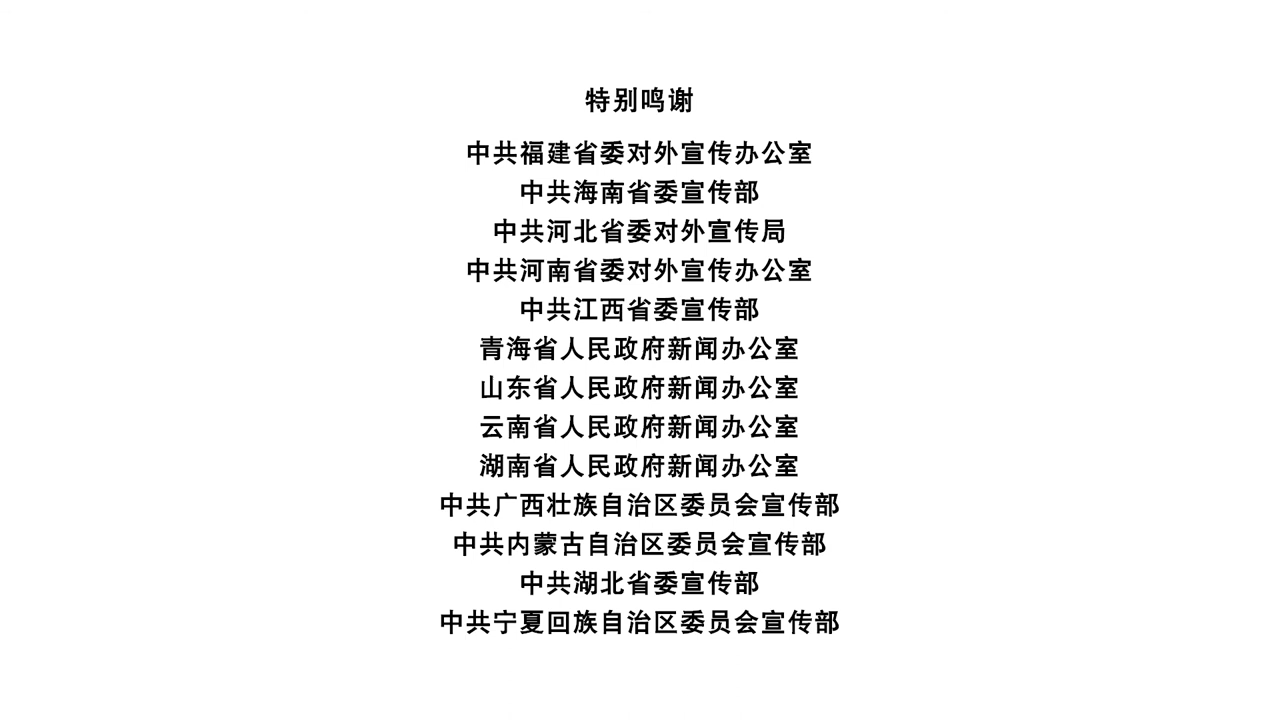 特别鸣谢
中共福建省委对外宣传办公室
中共海南省委宣传部
中共河北省委对外宣传局
中共河南省委对外宣传办公室
中共江西省委宣传部
青海省人民政府新闻办公室
山东省人民政府新闻办公室
云南省人民政府新闻办公室
湖南省人民政府新闻办公室
中共广西壮族自治区委员会宣传部
中共内蒙古自治区委员会宣传部
中共湖北省委宣传部
中共宁夏回族自治区委员会宣传部